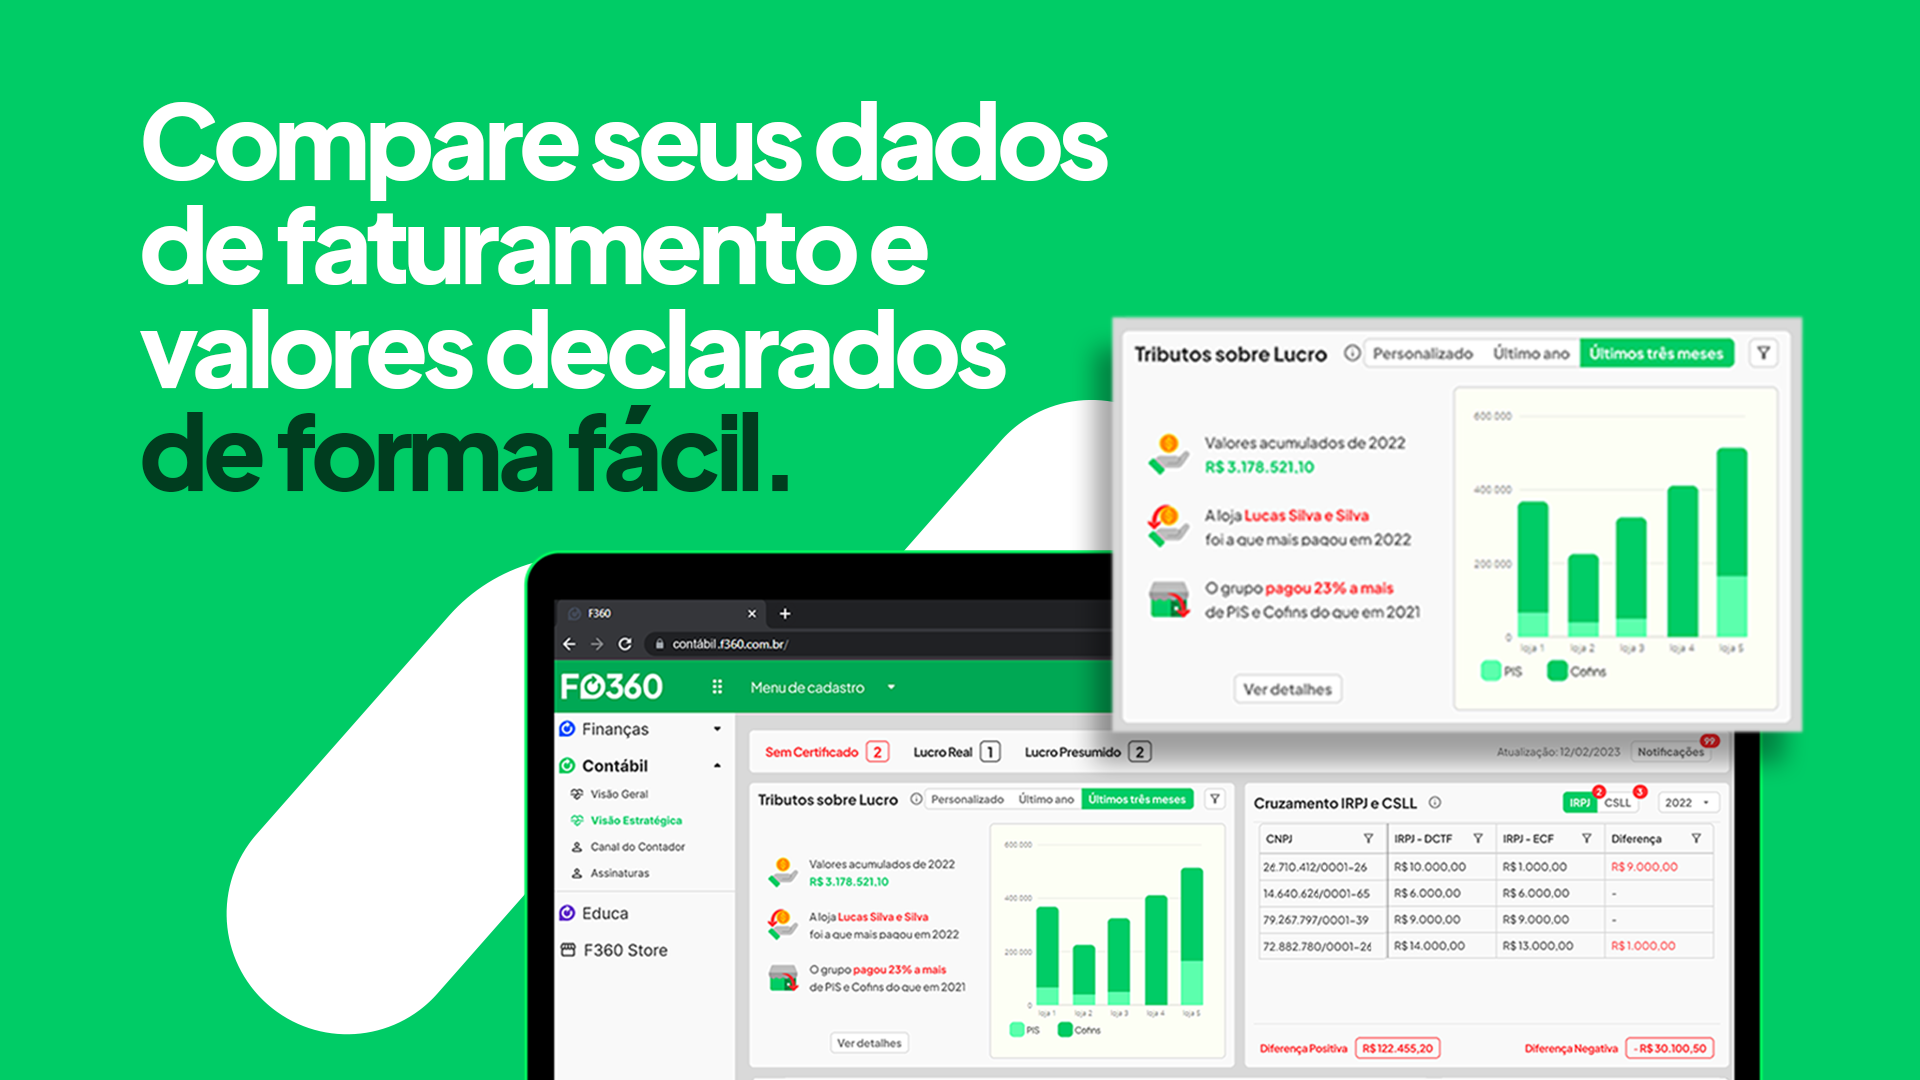 Compare seus dados
de faturamento e
valores declarados
de forma fácil.
Tributos sobre Lucro
Personalizado Último ano Últimos três meses
Valores acumulados de 2022
R$ 3.178.521,10
A loja Lucas Silva e Silva
foi a que mais pagou em 2022
O grupo pagou 23% a mais
de PIS e Cofins do que em 2021
Ver detalhes
600 000
400 000
200 000
0
loja 1 loja 2 loja 3 loja 4 loja 5
PIS Cofins
F360
contábil.f360.com.br/
FO360
Menu de cadastro
Finanças
Contábil
Visão Geral
Visão Estratégica
Canal do Contador
Assinaturas
Educa
F360 Store
Sem Certificado 2 Lucro Real 1 Lucro Presumido 2
Atualização: 12/02/2023 Notificações 99
Tributos sobre Lucro
Personalizado Último ano Últimos três meses
Valores acumulados de 2022
R$ 3.178.521,10
A loja Lucas Silva e Silva
foi a que mais pagou em 2022
O grupo pagou 23% a mais
de PIS e Cofins do que em 2021
Ver detalhes
600 000
400 000
200 000
0
loja 1 loja 2 loja 3 loja 4 loja 5
PIS Cofins
Cruzamento IRPJ e CSLL
IRPJ 2 CSLL 3 2022
CNPJ IRPJ - DCTF IRPJ - ECF Diferença
26.710.412/0001-26 R$ 10.000,00 R$ 1.000,00 R$ 9.000,00
14.640.626/0001-65 R$ 6.000,00 R$ 6.000,00 -
79.267.797/0001-39 R$ 9.000,00 R$ 9.000,00 -
72.882.780/0001-26 R$ 14.000,00 R$ 13.000,00 R$ 1.000,00
Diferença Positiva R$ 122.455,20
Diferença Negativa - R$ 30.100,50